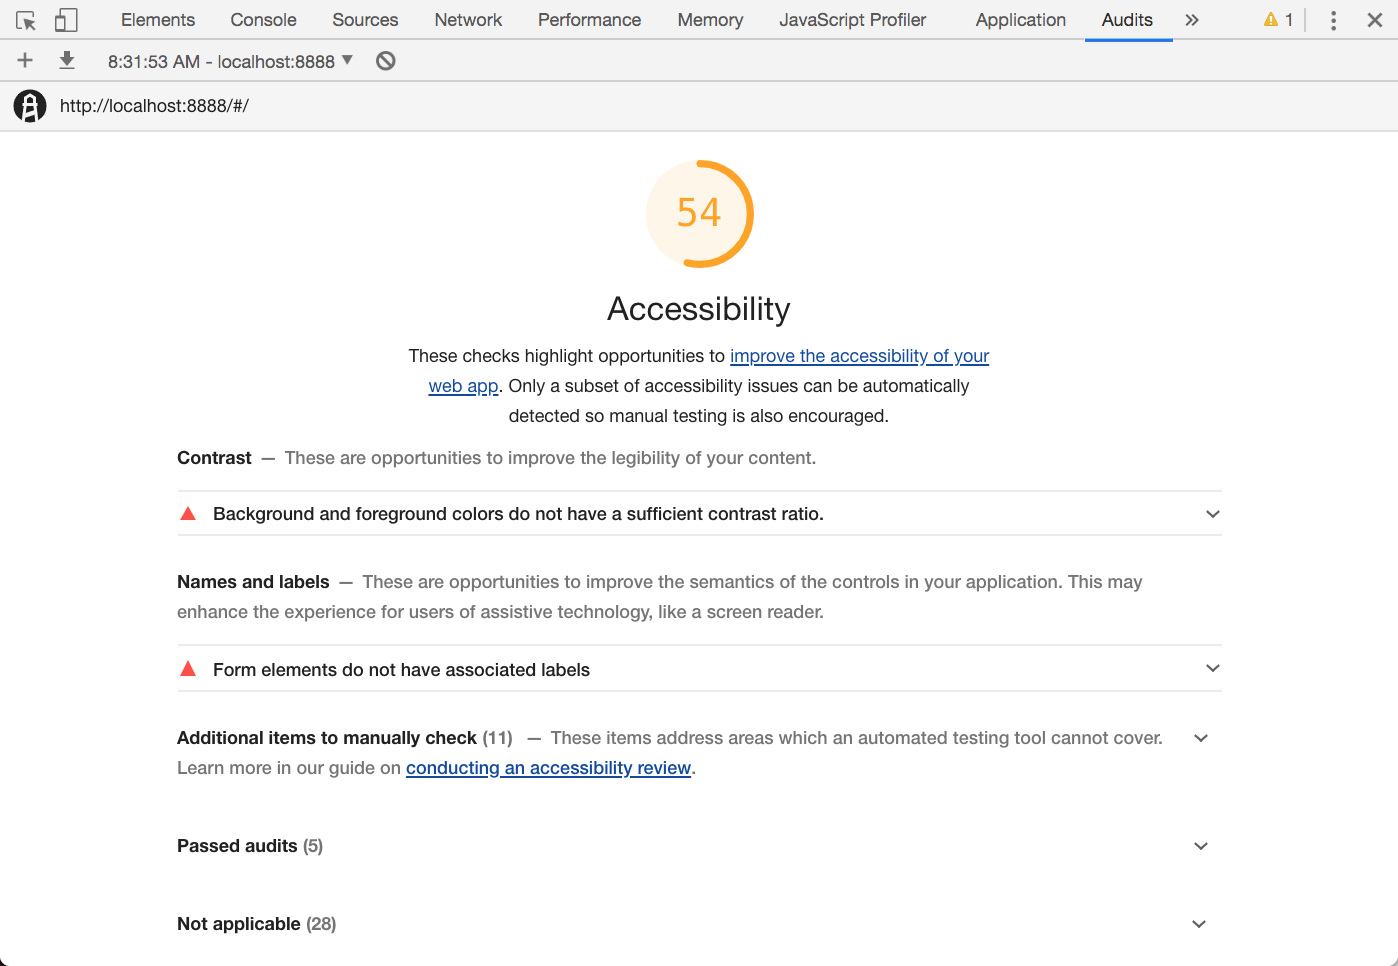 Elements Console Sources Network Performance Memory JavaScript Profiler Application Audits » 1
8:31:53 AM - localhost:8888
http://localhost:8888/#/
54
Accessibility
These checks highlight opportunities to improve the accessibility of your
web app. Only a subset of accessibility issues can be automatically
detected so manual testing is also encouraged.
Contrast — These are opportunities to improve the legibility of your content.
Background and foreground colors do not have a sufficient contrast ratio.
Names and labels — These are opportunities to improve the semantics of the controls in your application. This may
enhance the experience for users of assistive technology, like a screen reader.
Form elements do not have associated labels
Additional items to manually check (11) — These items address areas which an automated testing tool cannot cover.
Learn more in our guide on conducting an accessibility review.
Passed audits (5)
Not applicable (28)